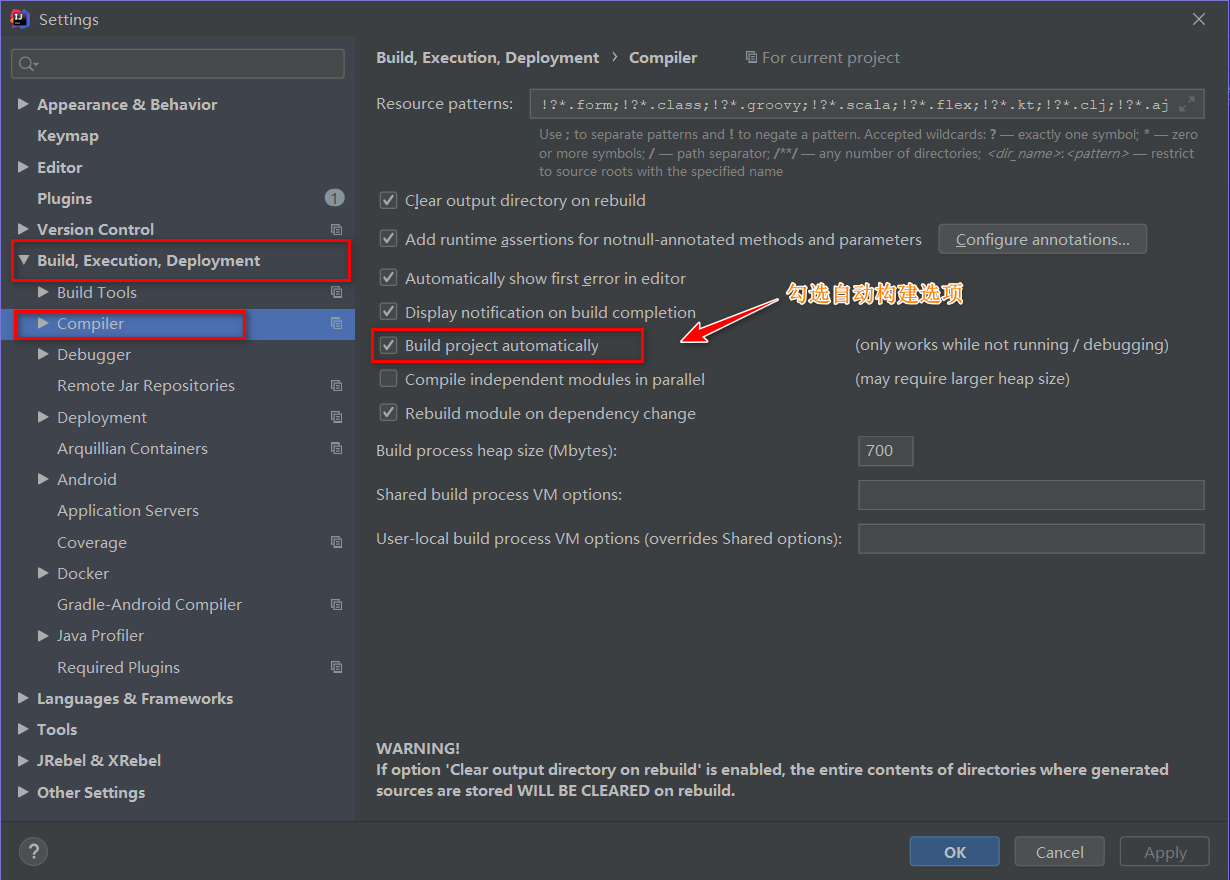 Settings
Appearance & Behavior
Keymap
Editor
Plugins
1
Version Control
Build, Execution, Deployment
Build Tools
Compiler
Debugger
Remote Jar Repositories
Deployment
Arquillian Containers
Android
Application Servers
Coverage
Docker
Gradle-Android Compiler
Java Profiler
Required Plugins
Languages & Frameworks
Tools
JRebel & XRebel
Other Settings
Build, Execution, Deployment › Compiler For current project
Resource patterns: !?*.form;!?*.class;!?*.groovy;!?*.scala;!?*.flex;!?*.kt;!?*.clj;!?*.aj
Use ; to separate patterns and ! to negate a pattern. Accepted wildcards: ? — exactly one symbol; * — zero
or more symbols; / — path separator; /**/ — any number of directories; <dir_name>:<pattern> — restrict
to source roots with the specified name
Clear output directory on rebuild
Add runtime assertions for notnull-annotated methods and parameters Configure annotations...
Automatically show first error in editor
勾选自动构建选项
Display notification on build completion
Build project automatically (only works while not running / debugging)
Compile independent modules in parallel (may require larger heap size)
Rebuild module on dependency change
Build process heap size (Mbytes): 700
Shared build process VM options:
User-local build process VM options (overrides Shared options):
WARNING!
If option 'Clear output directory on rebuild' is enabled, the entire contents of directories where generated
sources are stored WILL BE CLEARED on rebuild.
? OK Cancel Apply